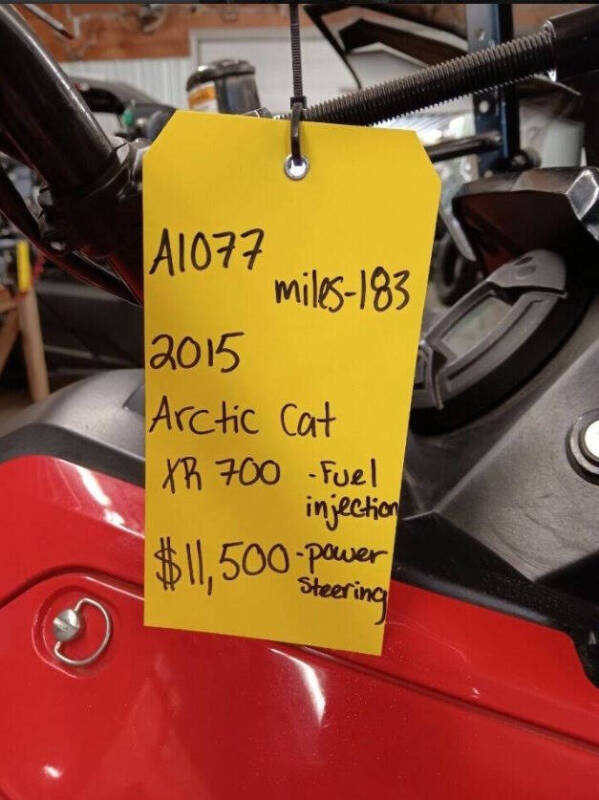 A1077
miles-183
2015
Arctic Cat
XR 700 -Fuel
injection
$11,500-power
steering